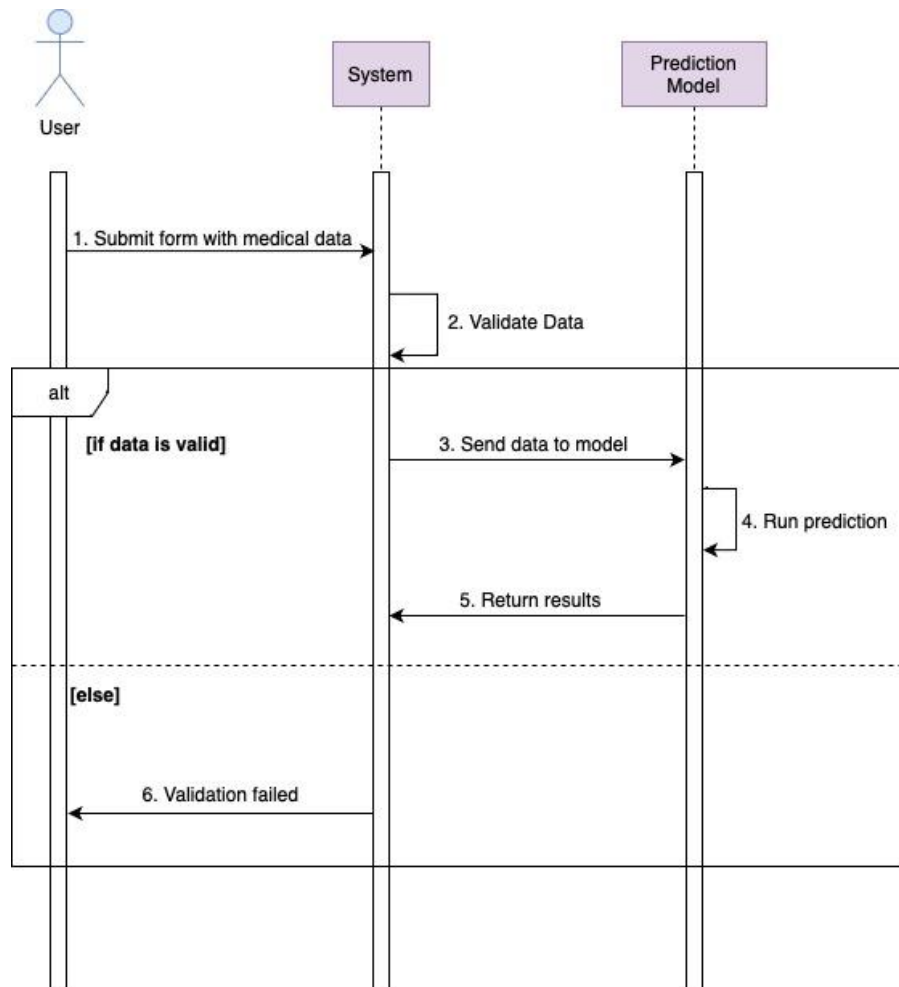 User
System
Prediction
Model
1. Submit form with medical data
2. Validate Data
alt
[if data is valid]
3. Send data to model
4. Run prediction
5. Return results
[else]
6. Validation failed